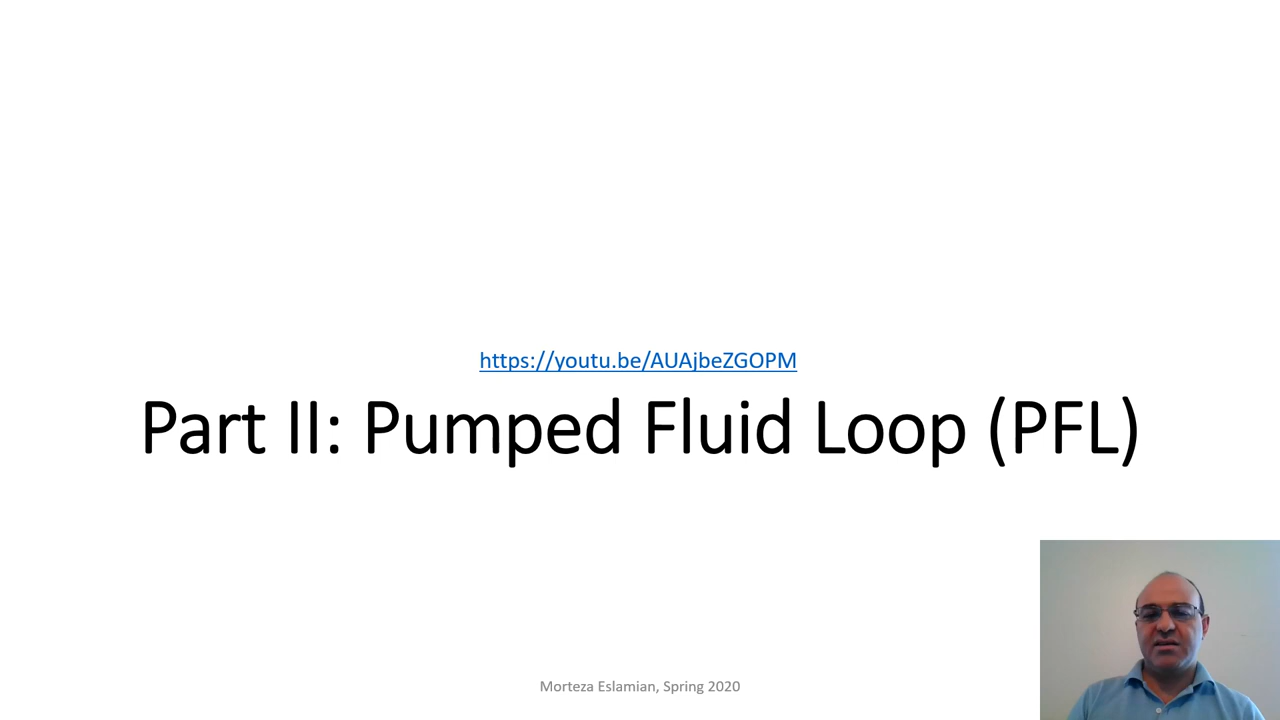 https://youtu.be/AUAjbeZGOPM
Part II: Pumped Fluid Loop (PFL)
Morteza Eslamian, Spring 2020